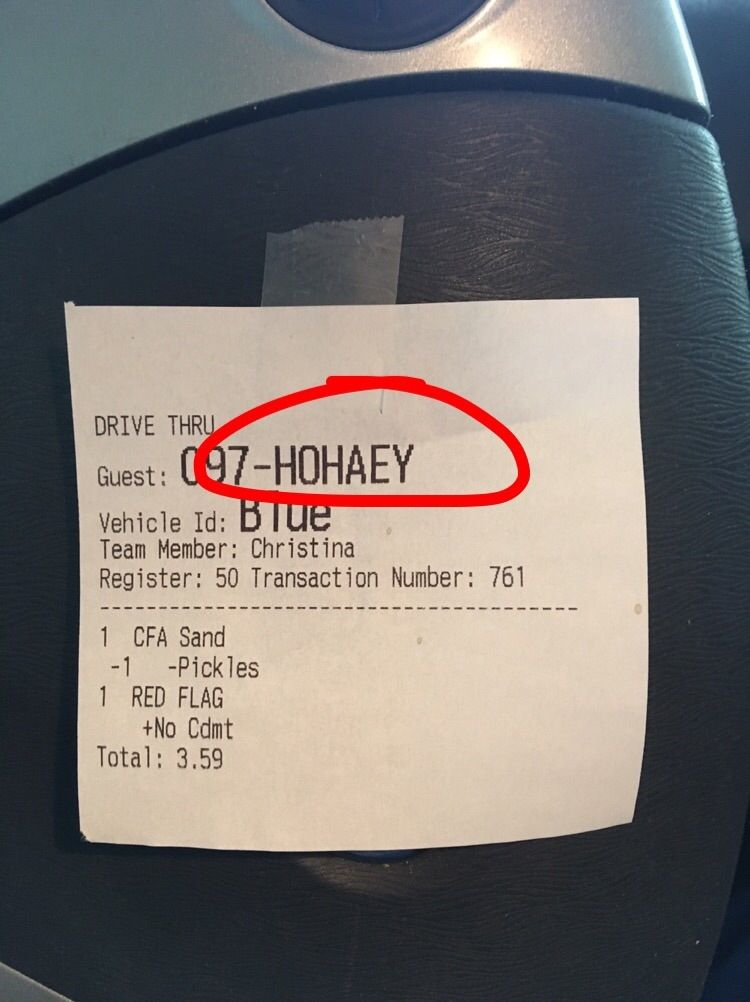 DRIVE THRU
Guest: 097-HOHAEY
Vehicle Id: Blue
Team Member: Christina
Register: 50 Transaction Number: 761
----------------------------------------
1 CFA Sand
-1 -Pickles
1 RED FLAG
+No Cdmt
Total: 3.59